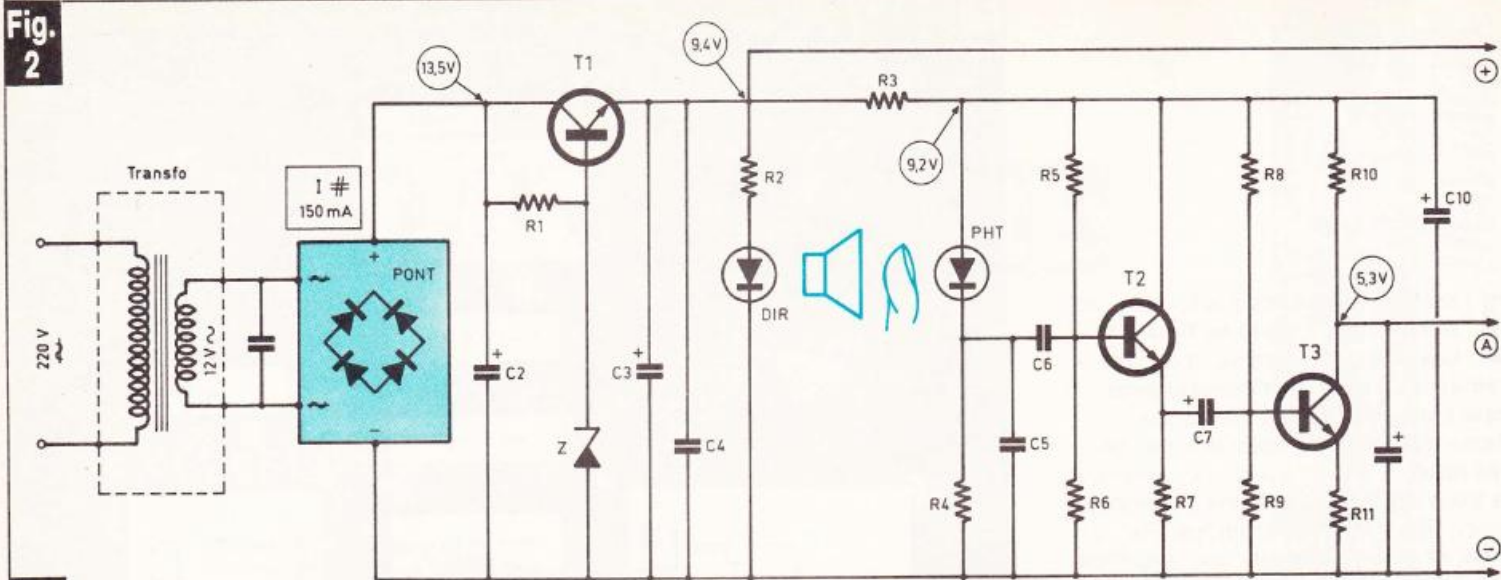 Fig.
2
Transfo
220 V
12 V ~
I #
150 mA
+
PONT
~
~
−
13,5V
T1
R1
C2
+
Z
C3
+
C4
9,4V
R2
DIR
R3
9,2V
PHT
R4
C5
C6
R5
R6
T2
R7
C7
+
R8
R9
T3
R10
R11
5,3V
+
C10
+
+
A
−